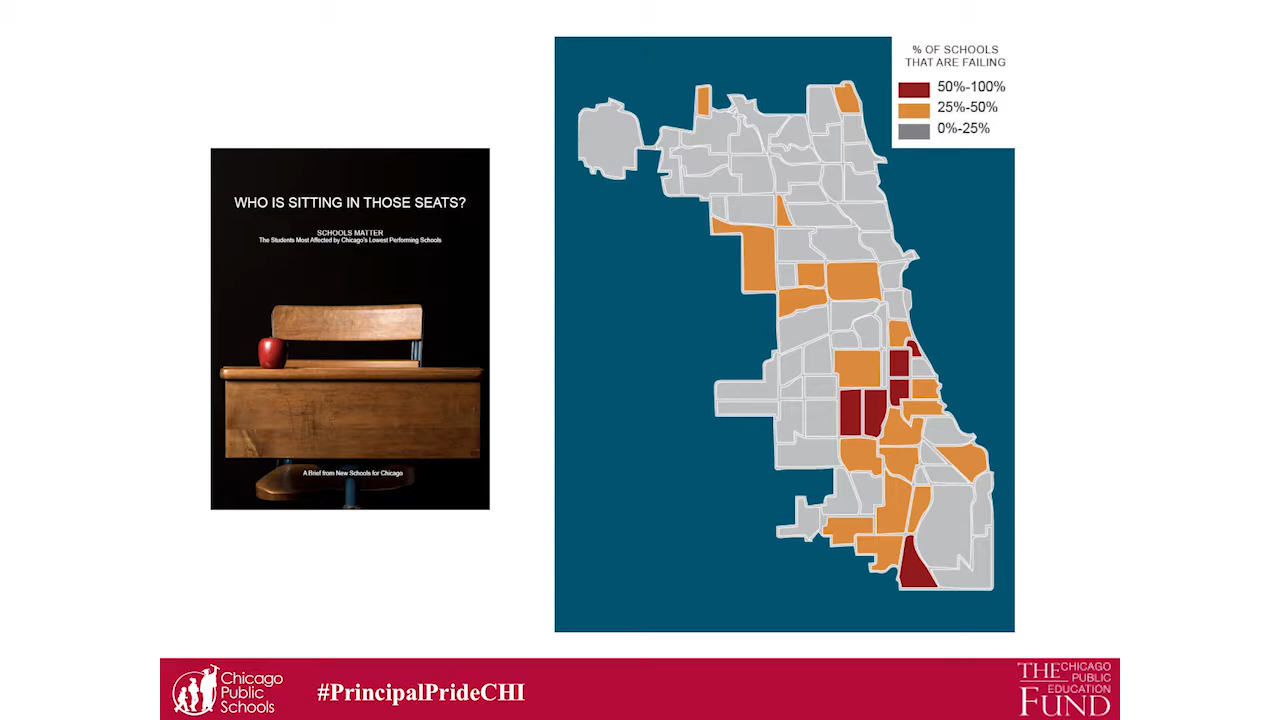 WHO IS SITTING IN THOSE SEATS?
SCHOOLS MATTER
The Students Most Affected by Chicago's Lowest Performing Schools
A Brief from New Schools for Chicago
% OF SCHOOLS
THAT ARE FAILING
50%-100%
25%-50%
0%-25%
Chicago
Public
Schools
#PrincipalPrideCHI
THE CHICAGO
PUBLIC
EDUCATION
FUND